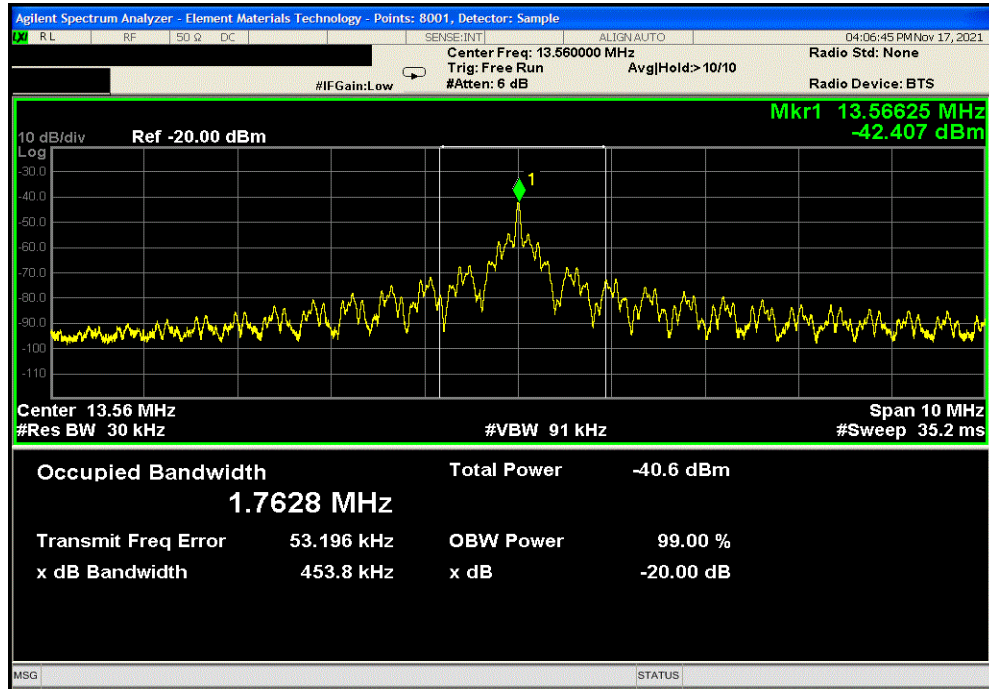 Agilent Spectrum Analyzer - Element Materials Technology - Points: 8001, Detector: Sample
LXI RL RF 50 Ω DC SENSE:INT ALIGN AUTO 04:06:45 PM Nov 17, 2021
Center Freq: 13.560000 MHz Radio Std: None
Trig: Free Run Avg|Hold:>10/10
#IFGain:Low #Atten: 6 dB Radio Device: BTS
Mkr1 13.56625 MHz
10 dB/div Ref -20.00 dBm -42.407 dBm
Log
-30.0
1
-40.0
-50.0
-60.0
-70.0
-80.0
-90.0
-100
-110
Center 13.56 MHz Span 10 MHz
#Res BW 30 kHz #VBW 91 kHz #Sweep 35.2 ms
Occupied Bandwidth Total Power -40.6 dBm
1.7628 MHz
Transmit Freq Error 53.196 kHz OBW Power 99.00 %
x dB Bandwidth 453.8 kHz x dB -20.00 dB
MSG STATUS